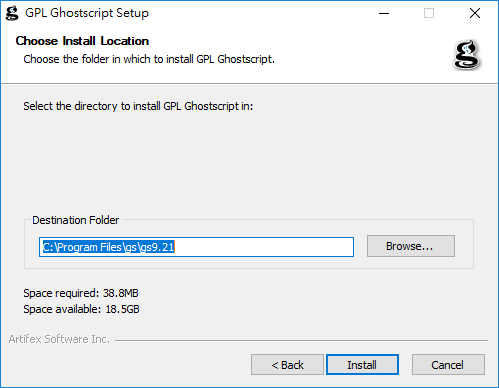 GPL Ghostscript Setup
Choose Install Location
Choose the folder in which to install GPL Ghostscript.
Select the directory to install GPL Ghostscript in:
Destination Folder
C:\Program Files\gs\gs9.21
Browse...
Space required: 38.8MB
Space available: 18.5GB
Artifex Software Inc.
< Back
Install
Cancel